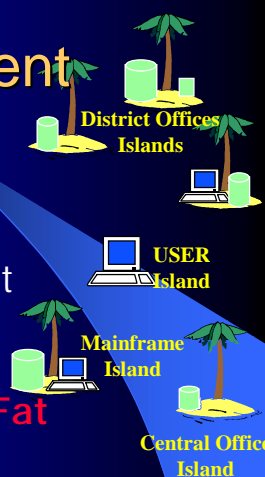 ent
District Offices
Islands
USER
Island
t
Mainframe
Island
Fat
Central Office
Island